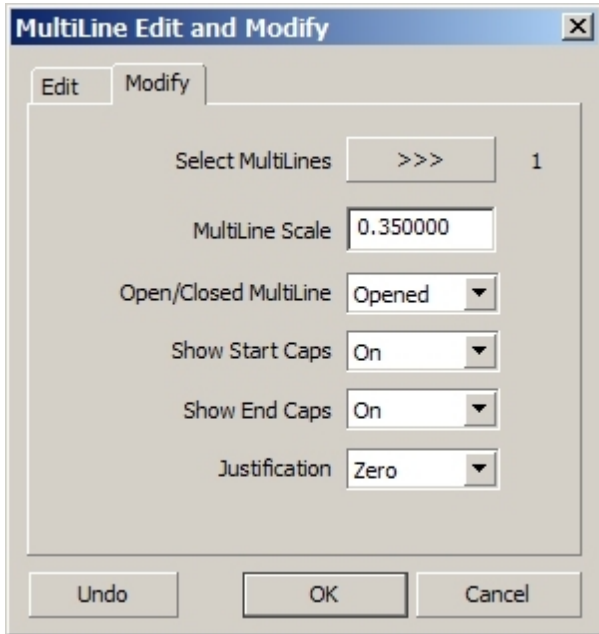 MultiLine Edit and Modify
Edit Modify
Select MultiLines >>> 1
MultiLine Scale 0.350000
Open/Closed MultiLine Opened
Show Start Caps On
Show End Caps On
Justification Zero
Undo OK Cancel